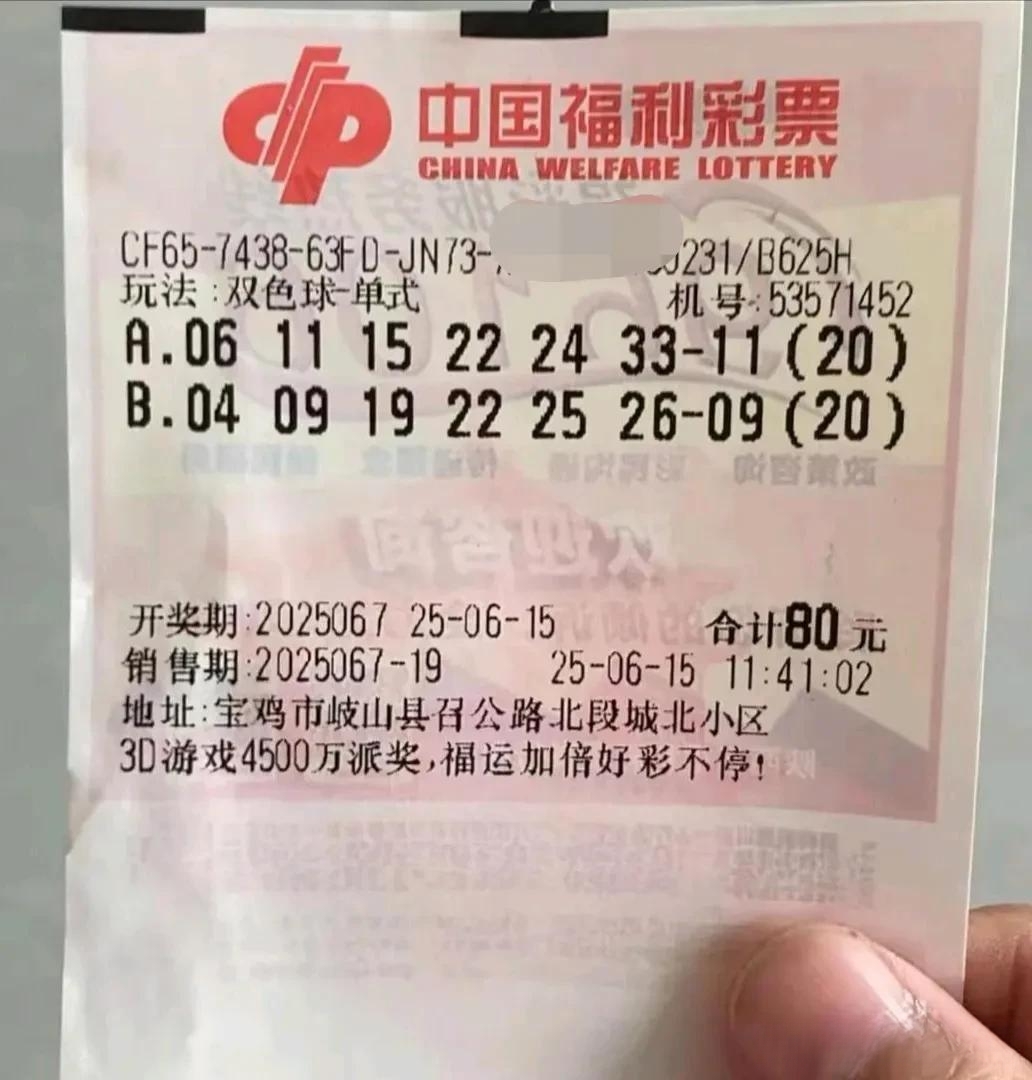 中国福利彩票
CHINA WELFARE LOTTERY
CF65-7438-63FD-JN73- J231/B625H
玩法:双色球-单式 机号:53571452
A.06 11 15 22 24 33-11(20)
B.04 09 19 22 25 26-09(20)
开奖期:2025067 25-06-15 合计80元
销售期:2025067-19 25-06-15 11:41:02
地址:宝鸡市岐山县召公路北段城北小区
3D游戏4500万派奖,福运加倍好彩不停!